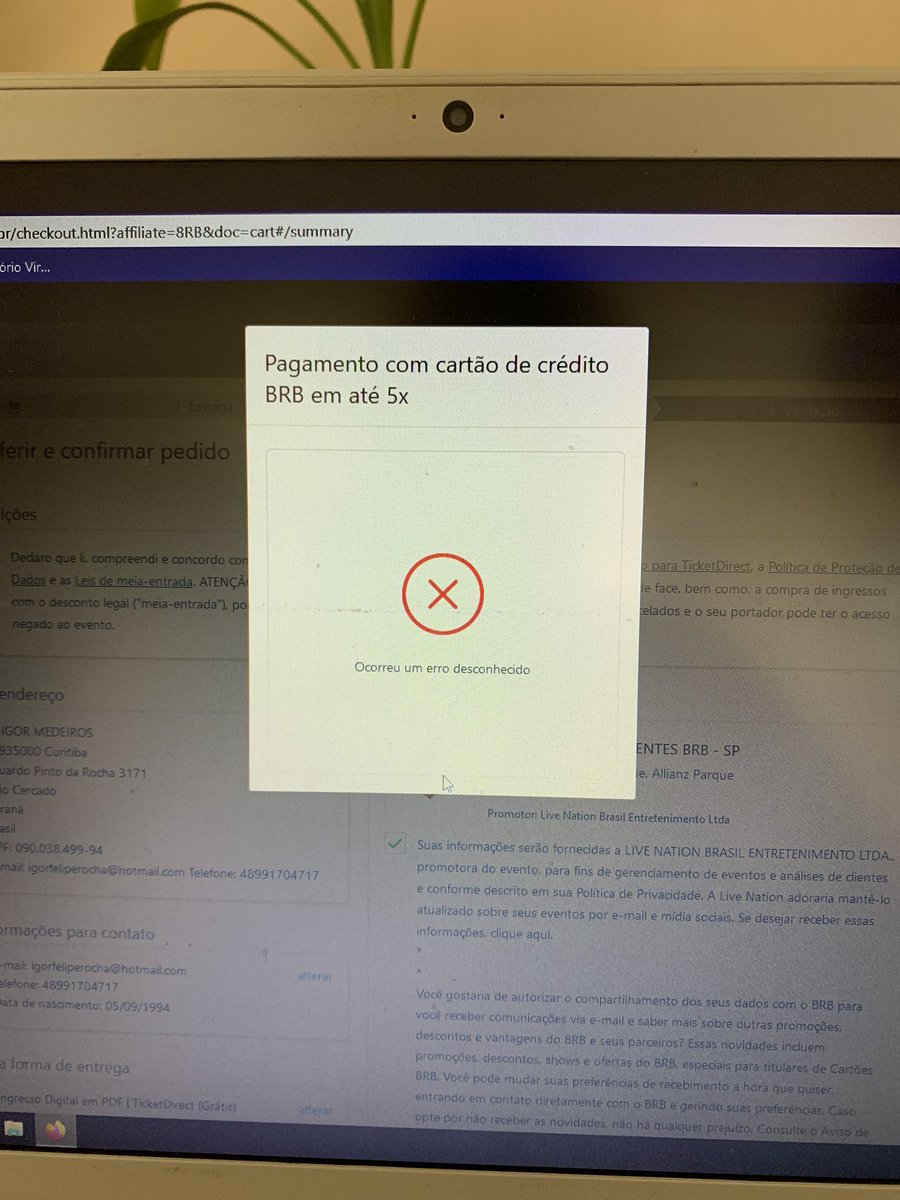 br/checkout.html?affiliate=8RB&doc=cart#/summary
ório Vir...
Pagamento com cartão de crédito
BRB em até 5x
Ocorreu um erro desconhecido
Entrega
Validação
ferir e confirmar pedido
ições
Declaro que li, compreendi e concordo con
o para TicketDirect, a Política de Proteção de
Dados e as Leis de meia-entrada. ATENÇÃ
de face, bem como, a compra de ingressos
com o desconto legal ("meia-entrada"), po
celados e o seu portador pode ter o acesso
negado ao evento.
endereço
IGOR MEDEIROS
935000 Curitiba
uardo Pinto da Rocha 3171
io Cercado
raná
asil
PF: 090.038.499-94
mail: igorfeliperocha@hotmail.com Telefone: 48991704717
ormações para contato
-mail: igorfeliperocha@hotmail.com
alterar
elefone: 48991704717
Data de nascimento: 05/09/1994
a forma de entrega
ngresso Digital em PDF | TicketDirect (Grátis)
alterar
ENTES BRB - SP
e, Allianz Parque
Promotor: Live Nation Brasil Entretenimento Ltda
Suas informações serão fornecidas a LIVE NATION BRASIL ENTRETENIMENTO LTDA.,
promotora do evento, para fins de gerenciamento de eventos e análises de clientes
e conforme descrito em sua Política de Privacidade. A Live Nation adoraria mantê-lo
atualizado sobre seus eventos por e-mail e mídia sociais. Se desejar receber essas
informações, clique aqui.
*
*
Você gostaria de autorizar o compartilhamento dos seus dados com o BRB para
você receber comunicações via e-mail e saber mais sobre outras promoções,
descontos e vantagens do BRB e seus parceiros? Essas novidades incluem
promoções, descontos, shows e ofertas do BRB, especiais para titulares de Cartões
BRB. Você pode mudar suas preferências de recebimento a hora que quiser,
entrando em contato diretamente com o BRB e gerindo suas preferências. Caso
opte por não receber as novidades, não há qualquer prejuízo. Consulte o Aviso de